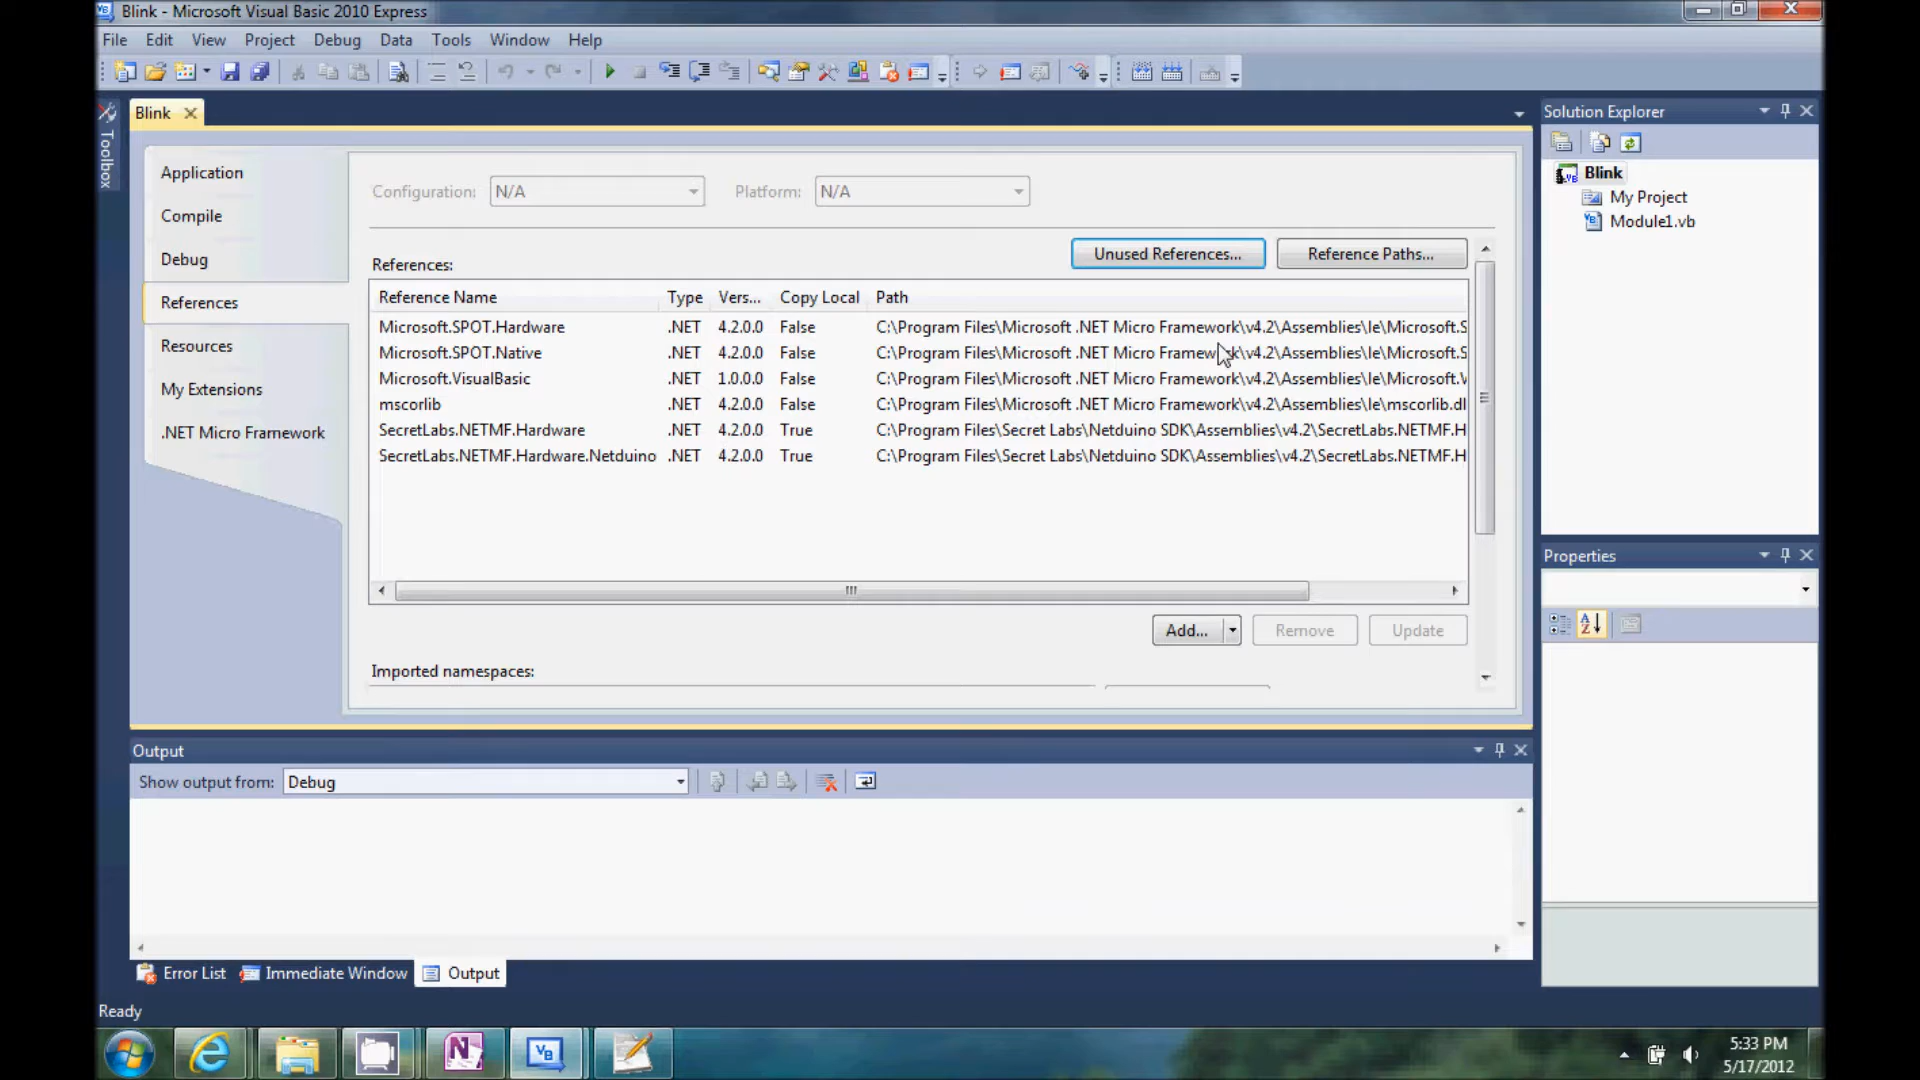 Blink - Microsoft Visual Basic 2010 Express
File Edit View Project Debug Data Tools Window Help
Blink
Toolbox
Application
Compile
Debug
References
Resources
My Extensions
.NET Micro Framework
Configuration: N/A Platform: N/A
Unused References... Reference Paths...
References:
Reference Name Type Vers... Copy Local Path
Microsoft.SPOT.Hardware .NET 4.2.0.0 False C:\Program Files\Microsoft .NET Micro Framework\v4.2\Assemblies\le\Microsoft.S
Microsoft.SPOT.Native .NET 4.2.0.0 False C:\Program Files\Microsoft .NET Micro Framework\v4.2\Assemblies\le\Microsoft.S
Microsoft.VisualBasic .NET 1.0.0.0 False C:\Program Files\Microsoft .NET Micro Framework\v4.2\Assemblies\le\Microsoft.V
mscorlib .NET 4.2.0.0 False C:\Program Files\Microsoft .NET Micro Framework\v4.2\Assemblies\le\mscorlib.dl
SecretLabs.NETMF.Hardware .NET 4.2.0.0 True C:\Program Files\Secret Labs\Netduino SDK\Assemblies\v4.2\SecretLabs.NETMF.H
SecretLabs.NETMF.Hardware.Netduino .NET 4.2.0.0 True C:\Program Files\Secret Labs\Netduino SDK\Assemblies\v4.2\SecretLabs.NETMF.H
Add... Remove Update
Imported namespaces:
Solution Explorer
Blink
My Project
Module1.vb
Properties
Output
Show output from: Debug
Error List Immediate Window Output
Ready
5:33 PM
5/17/2012